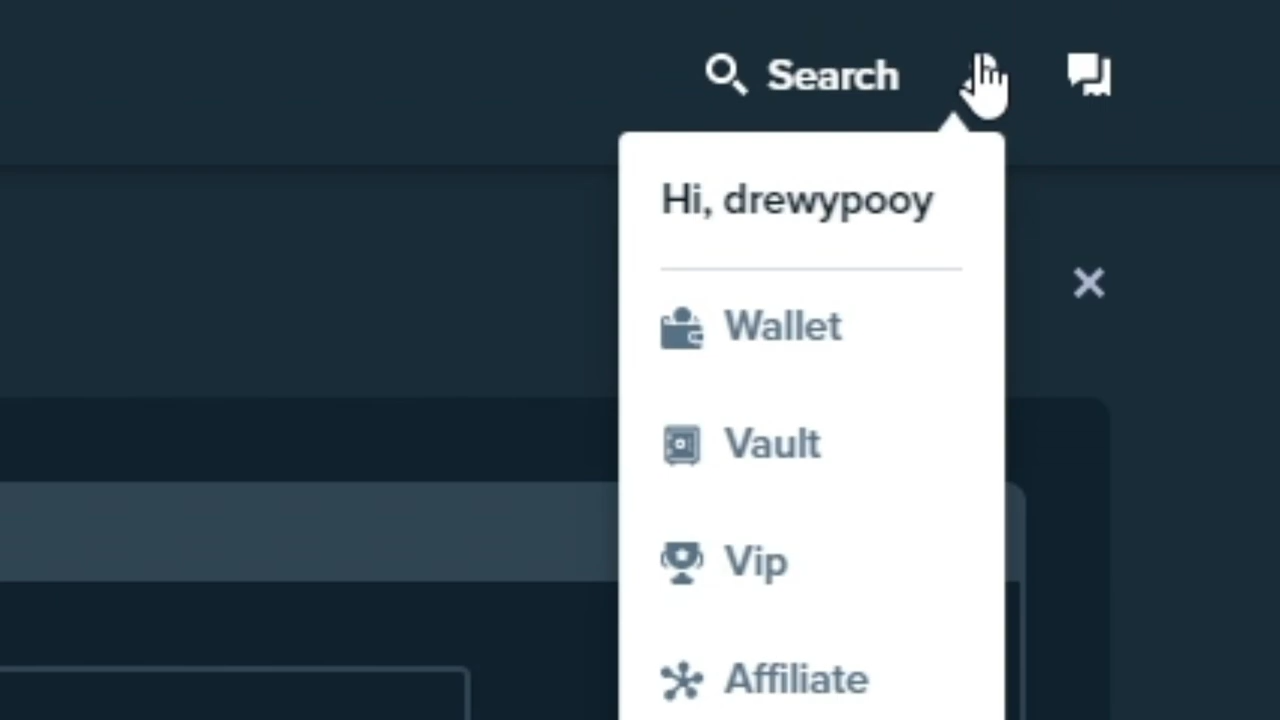 Search
Hi, drewypooy
Wallet
Vault
Vip
Affiliate